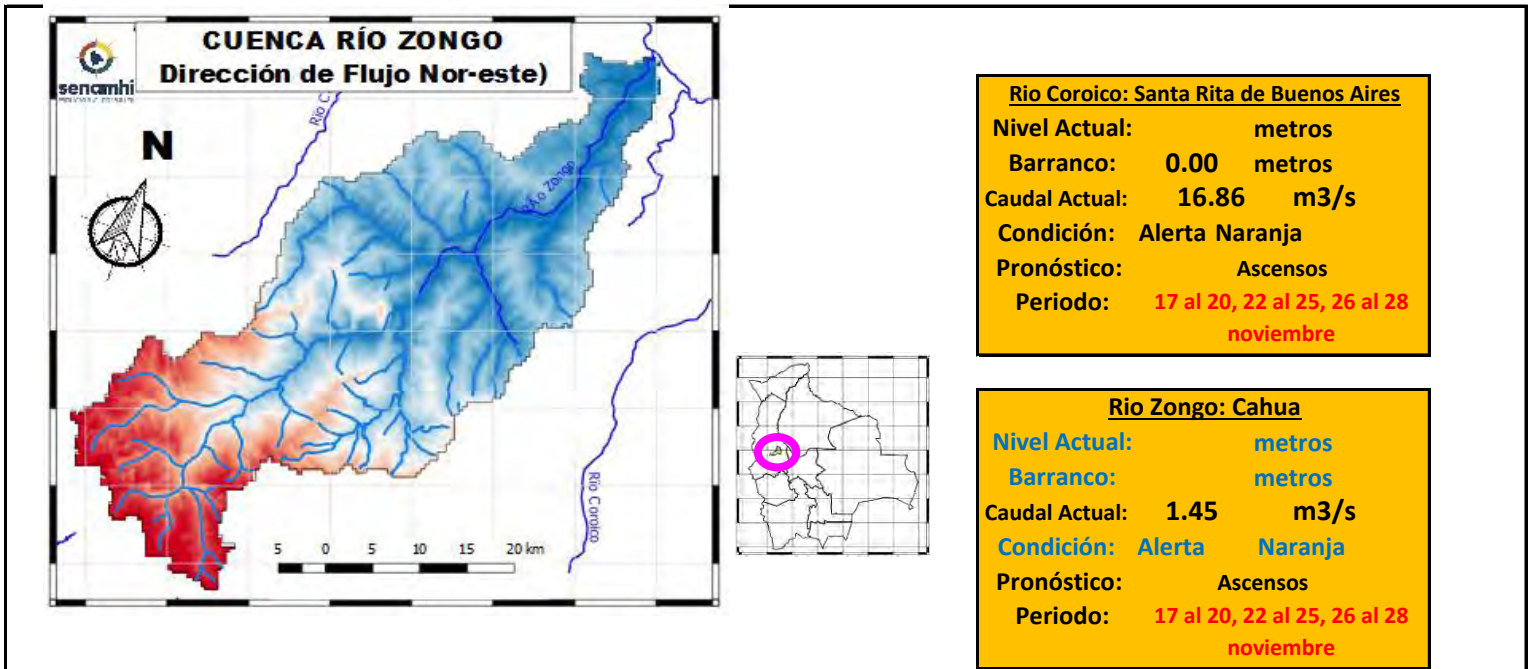 CUENCA RÍO ZONGO
Dirección de Flujo Nor-este)
senamhi
N
Rio Zongo
Río Coroico
5 0 5 10 15 20 km
Rio Coroico: Santa Rita de Buenos Aires
Nivel Actual: metros
Barranco: 0.00 metros
Caudal Actual: 16.86 m3/s
Condición: Alerta Naranja
Pronóstico: Ascensos
Periodo: 17 al 20, 22 al 25, 26 al 28
noviembre
Rio Zongo: Cahua
Nivel Actual: metros
Barranco: metros
Caudal Actual: 1.45 m3/s
Condición: Alerta Naranja
Pronóstico: Ascensos
Periodo: 17 al 20, 22 al 25, 26 al 28
noviembre